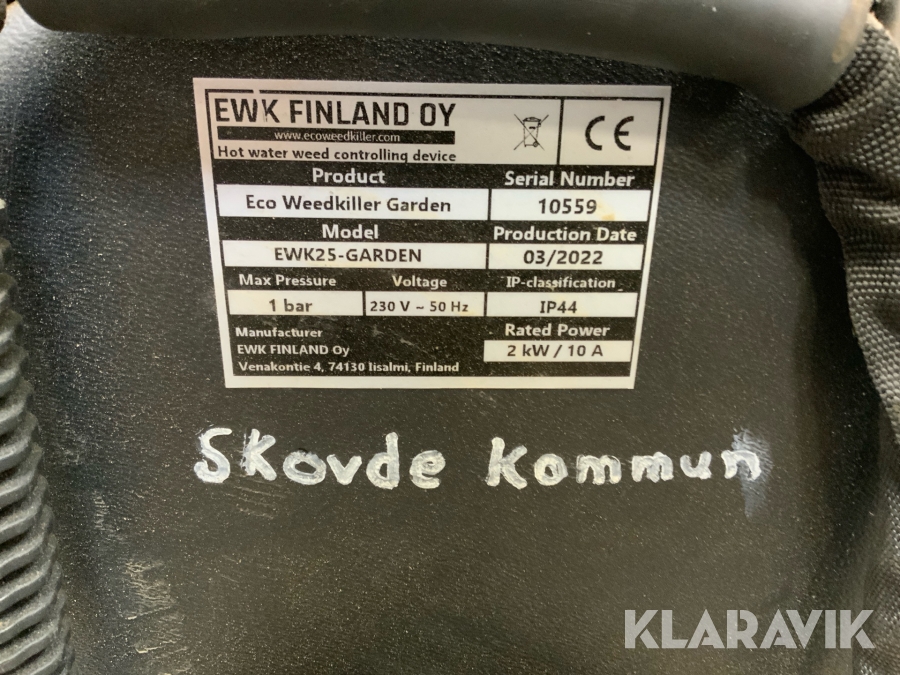 EWK FINLAND OY
www.ecoweedkiller.com
Hot water weed controlling device
CE
Product Serial Number
Eco Weedkiller Garden 10559
Model Production Date
EWK25-GARDEN 03/2022
Max Pressure Voltage IP-classification
1 bar 230 V ~ 50 Hz IP44
Manufacturer Rated Power
EWK FINLAND Oy 2 kW / 10 A
Venakontie 4, 74130 Iisalmi, Finland
Skovde kommun
KLARAVIK